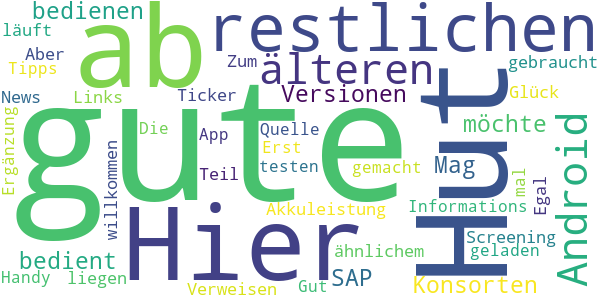 bedienen
ab
restlichen
läuft
Aber
Tipps
Zum
älteren
gebraucht
News
Links
Ticker
Versionen
Glück
gute
Hut
Ergänzung
Die
App
Quelle
möchte
Android
willkommen
Erst
Teil
testen
gemacht
Mag
mal
Egal
Akkuleistung
Informations
Hier
Screening
bedient
ähnlichem
geladen
Handy
liegen
SAP
Konsorten
Verweisen
Gut